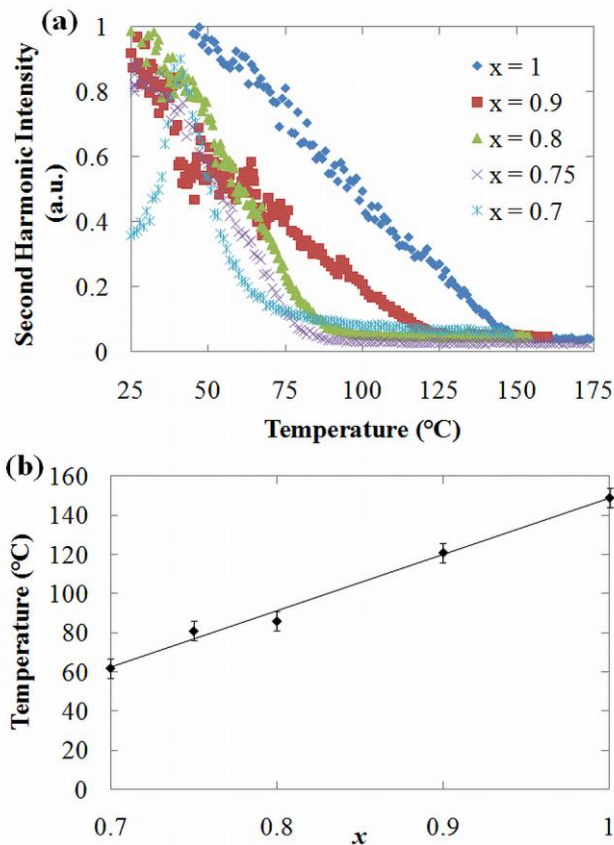 (a)
Second Harmonic Intensity
(a.u.)
1
0.8
0.6
0.4
0.2
0
x = 1
x = 0.9
x = 0.8
x = 0.75
x = 0.7
25 50 75 100 125 150 175
Temperature (°C)
(b)
Temperature (°C)
160
140
120
100
80
60
40
20
0
0.7 0.8 0.9 1
x